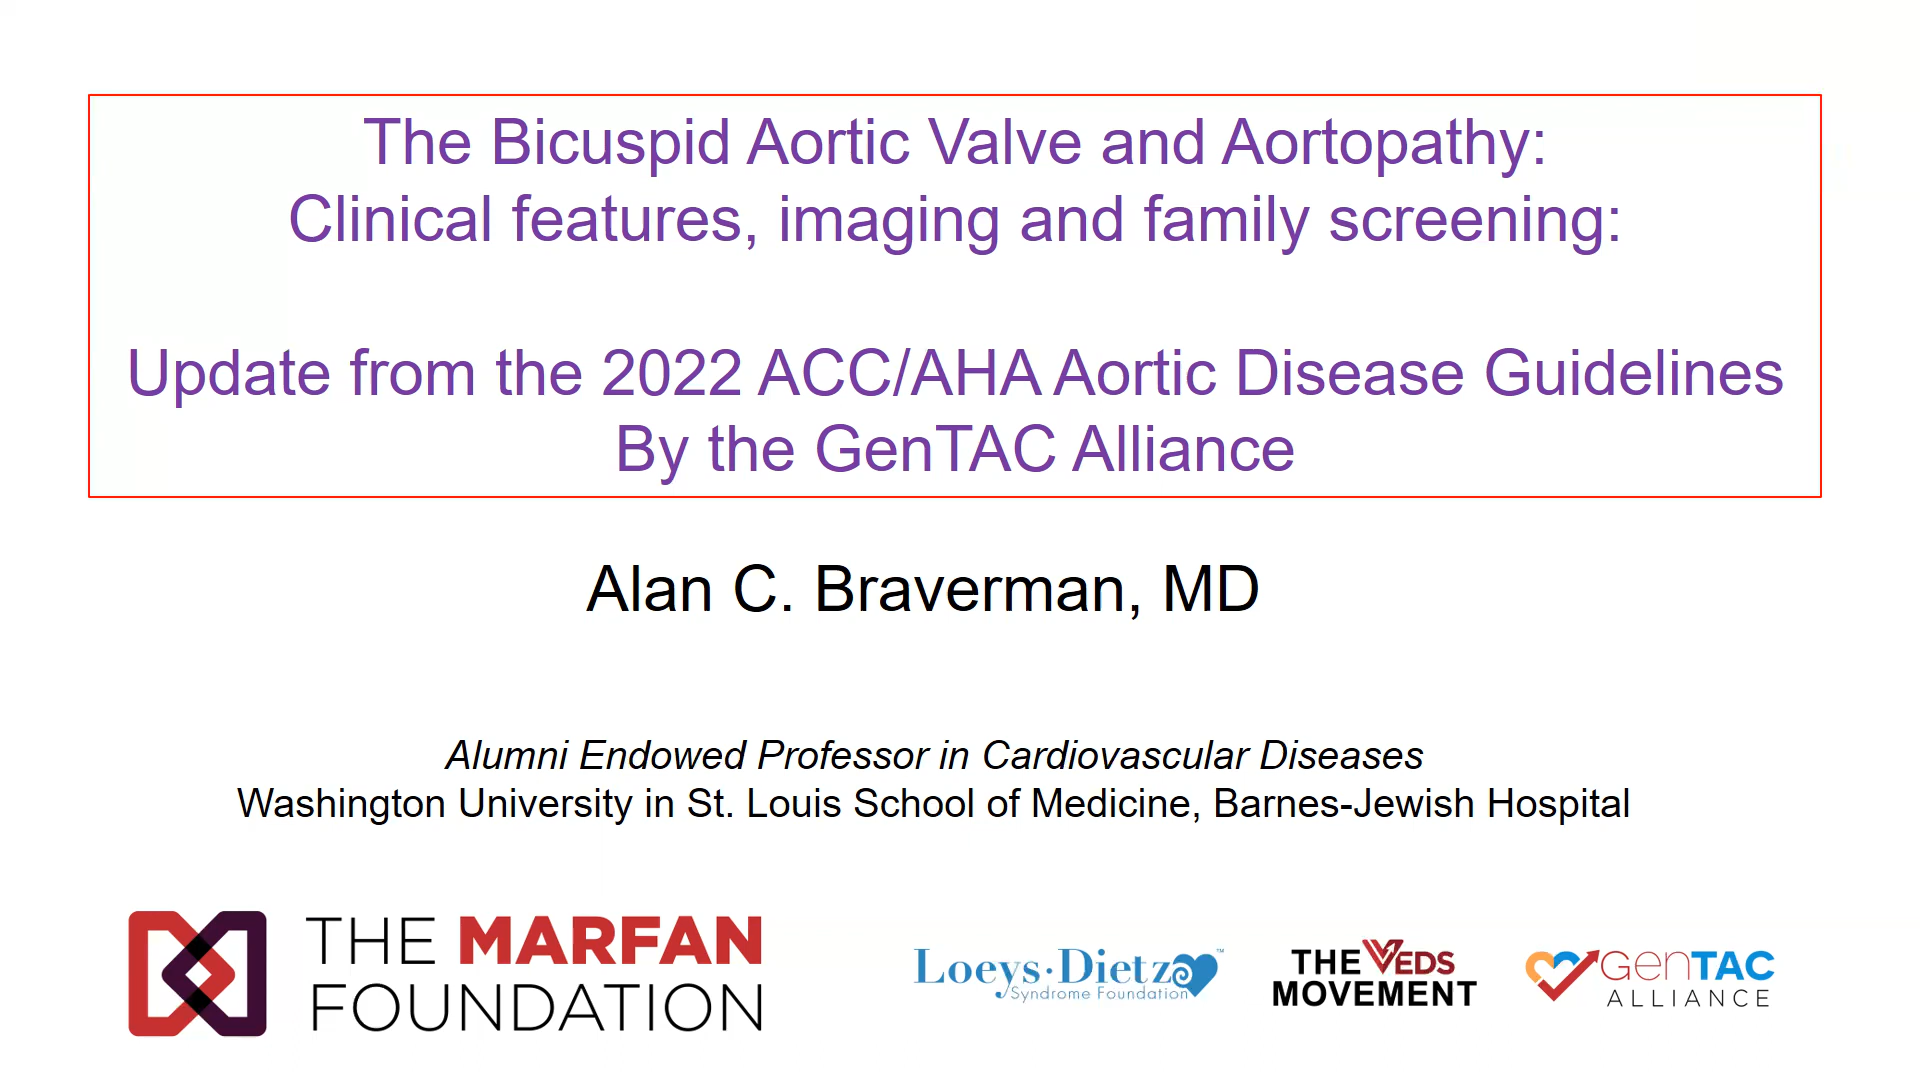 The Bicuspid Aortic Valve and Aortopathy:
Clinical features, imaging and family screening:
Update from the 2022 ACC/AHA Aortic Disease Guidelines
By the GenTAC Alliance
Alan C. Braverman, MD
Alumni Endowed Professor in Cardiovascular Diseases
Washington University in St. Louis School of Medicine, Barnes-Jewish Hospital
THE MARFAN
FOUNDATION
Loeys·Dietz™
Syndrome Foundation
THE VEDS
MOVEMENT
GenTAC
ALLIANCE